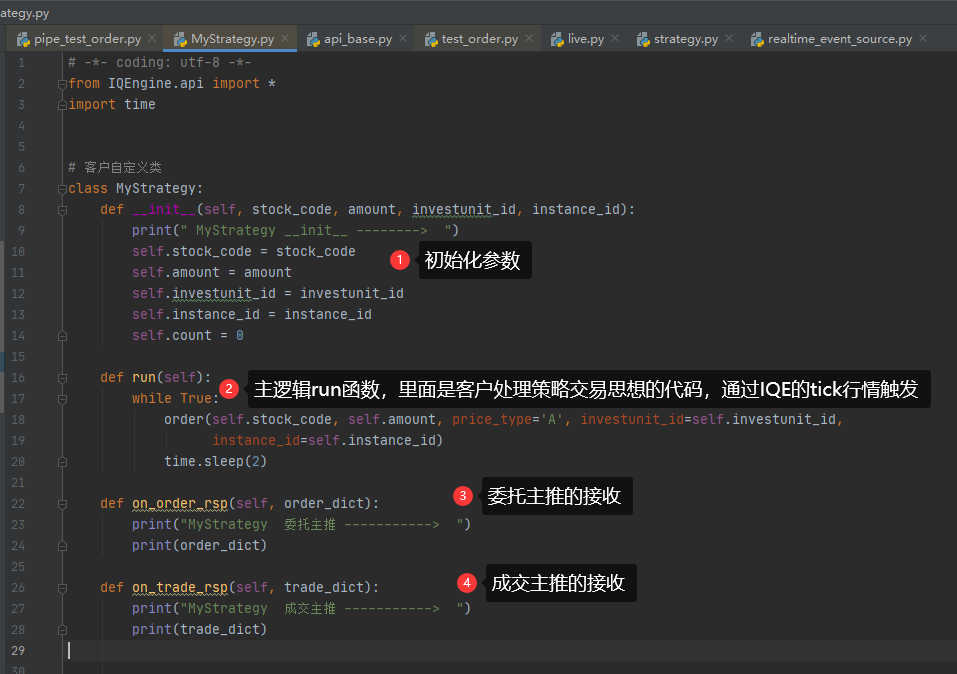 ategy.py
pipe_test_order.py × MyStrategy.py × api_base.py × test_order.py × live.py × strategy.py × realtime_event_source.py ×
1 # -*- coding: utf-8 -*-
2 from IQEngine.api import *
3 import time
4
5
6 # 客户自定义类
7 class MyStrategy:
8 def __init__(self, stock_code, amount, investunit_id, instance_id):
9 print(" MyStrategy __init__ --------> ")
10 self.stock_code = stock_code
1 初始化参数
11 self.amount = amount
12 self.investunit_id = investunit_id
13 self.instance_id = instance_id
14 self.count = 0
15
16 def run(self):
2 主逻辑run函数，里面是客户处理策略交易思想的代码，通过IQE的tick行情触发
17 while True:
18 order(self.stock_code, self.amount, price_type='A', investunit_id=self.investunit_id,
19 instance_id=self.instance_id)
20 time.sleep(2)
21
3 委托主推的接收
22 def on_order_rsp(self, order_dict):
23 print("MyStrategy 委托主推 -----------> ")
24 print(order_dict)
25
26 def on_trade_rsp(self, trade_dict):
4 成交主推的接收
27 print("MyStrategy 成交主推 -----------> ")
28 print(trade_dict)
29
30